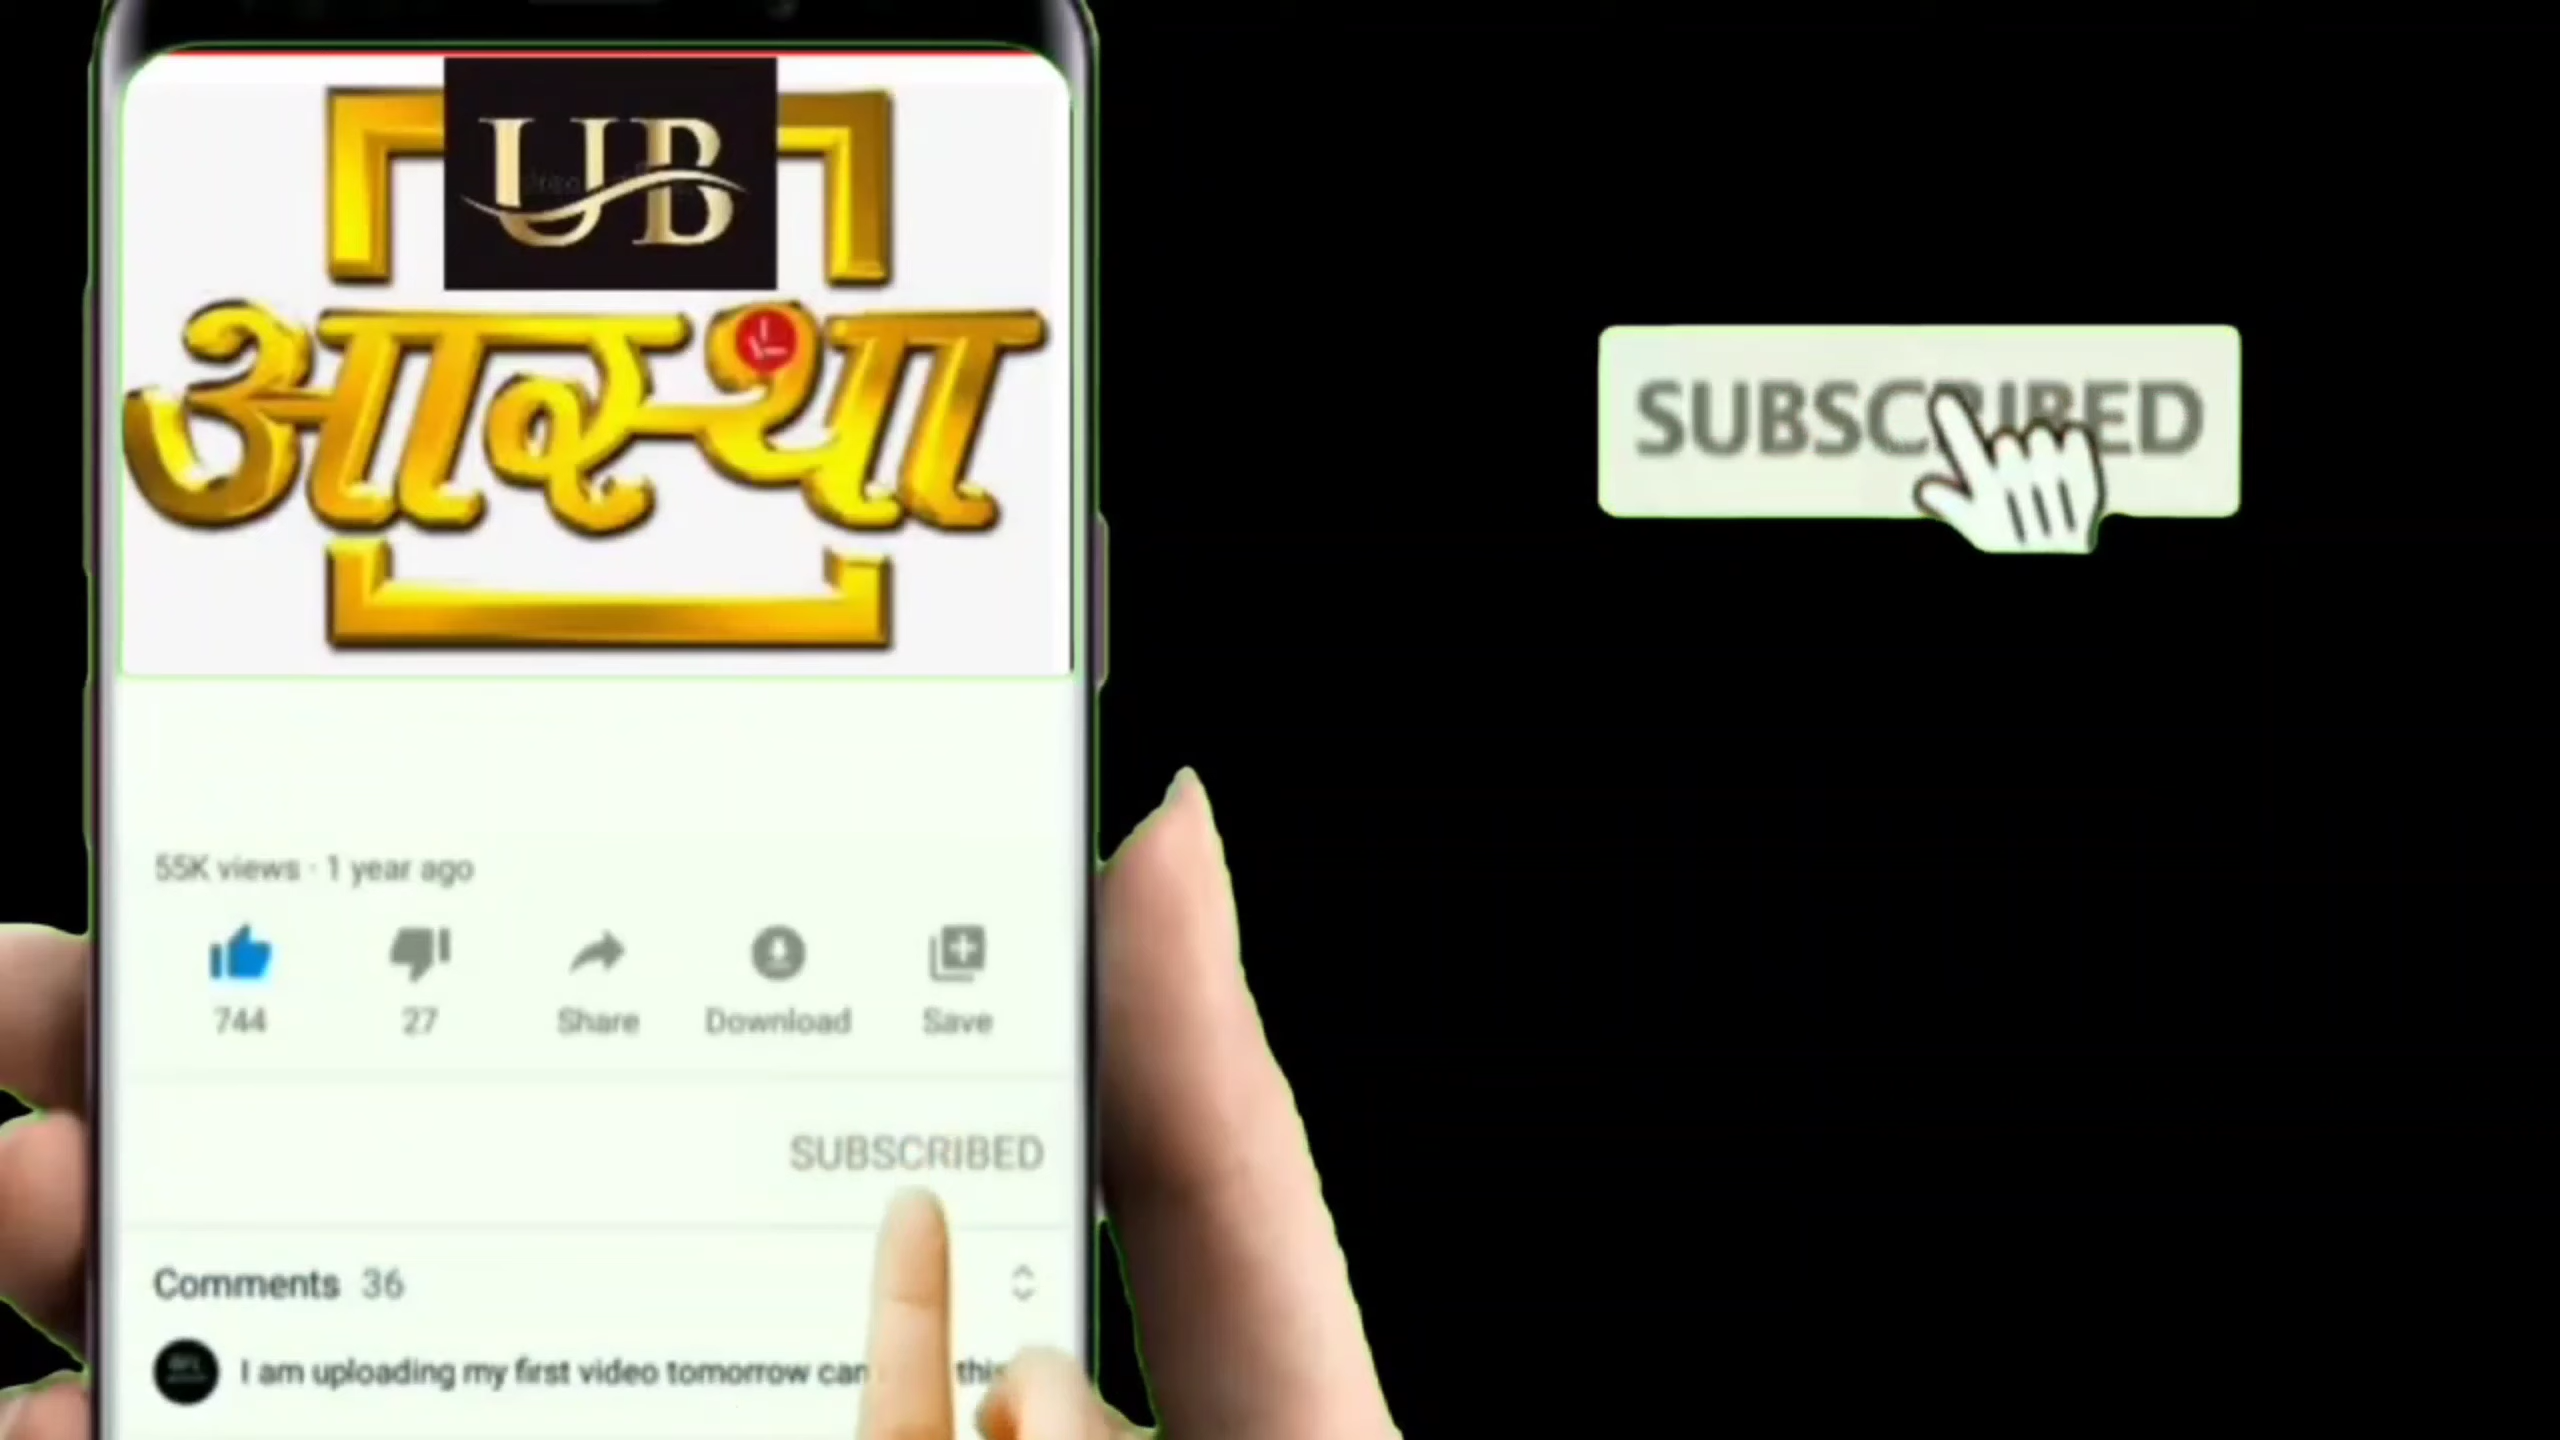 UB
आस्था
SUBSCRIBED
55K views · 1 year ago
744
27
Share
Download
Save
SUBSCRIBED
Comments 36
I am uploading my first video tomorrow can